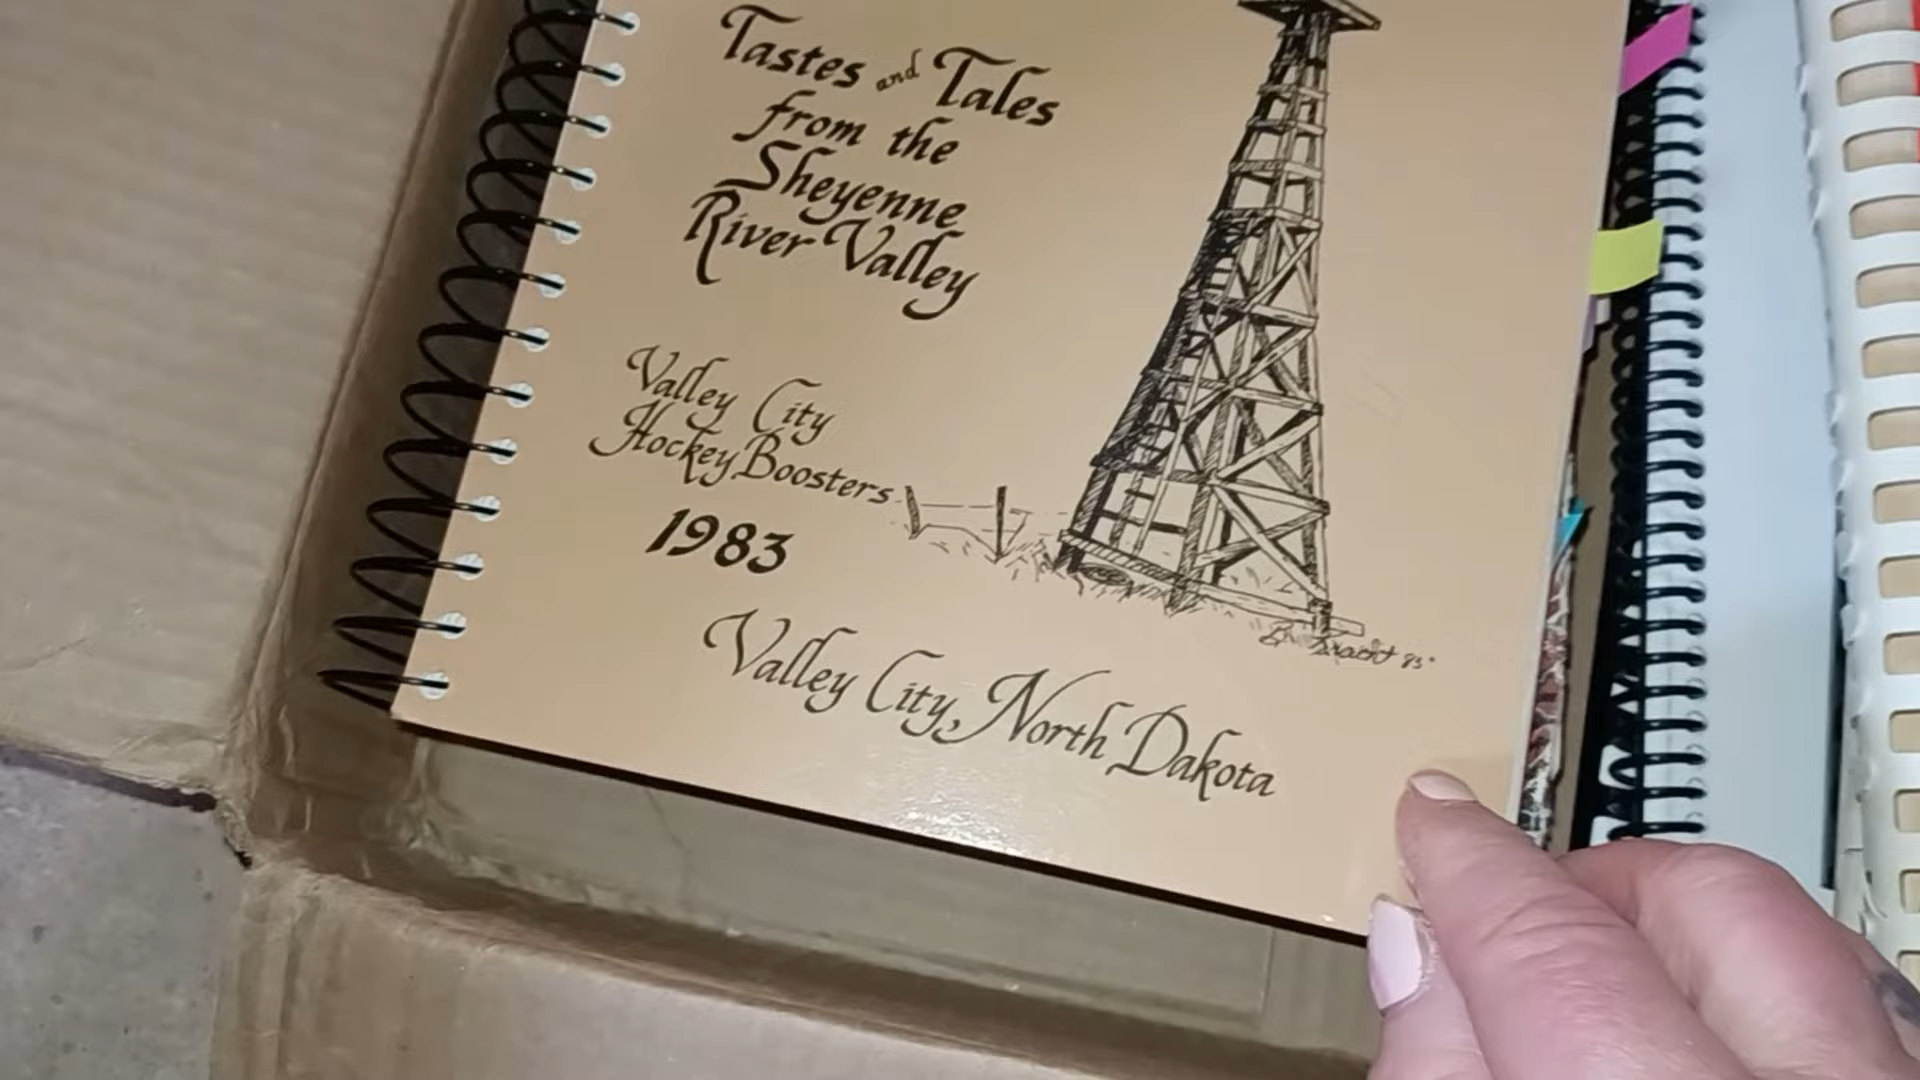 Tastes and Tales
from the
Sheyenne
River Valley
Valley City
Hockey Boosters
1983
Valley City, North Dakota